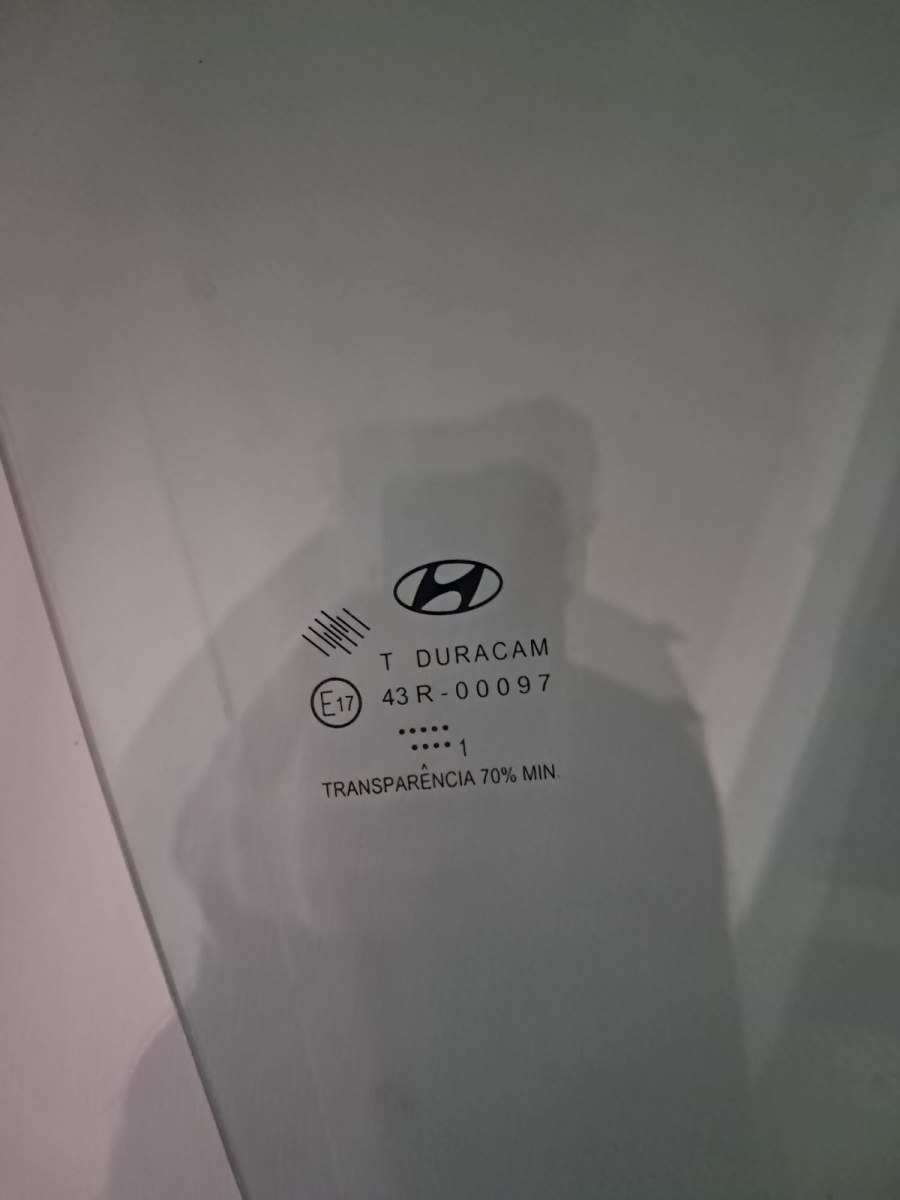 T DURACAM
E17 43R-00097
..... 
.... 1
TRANSPARÊNCIA 70% MIN